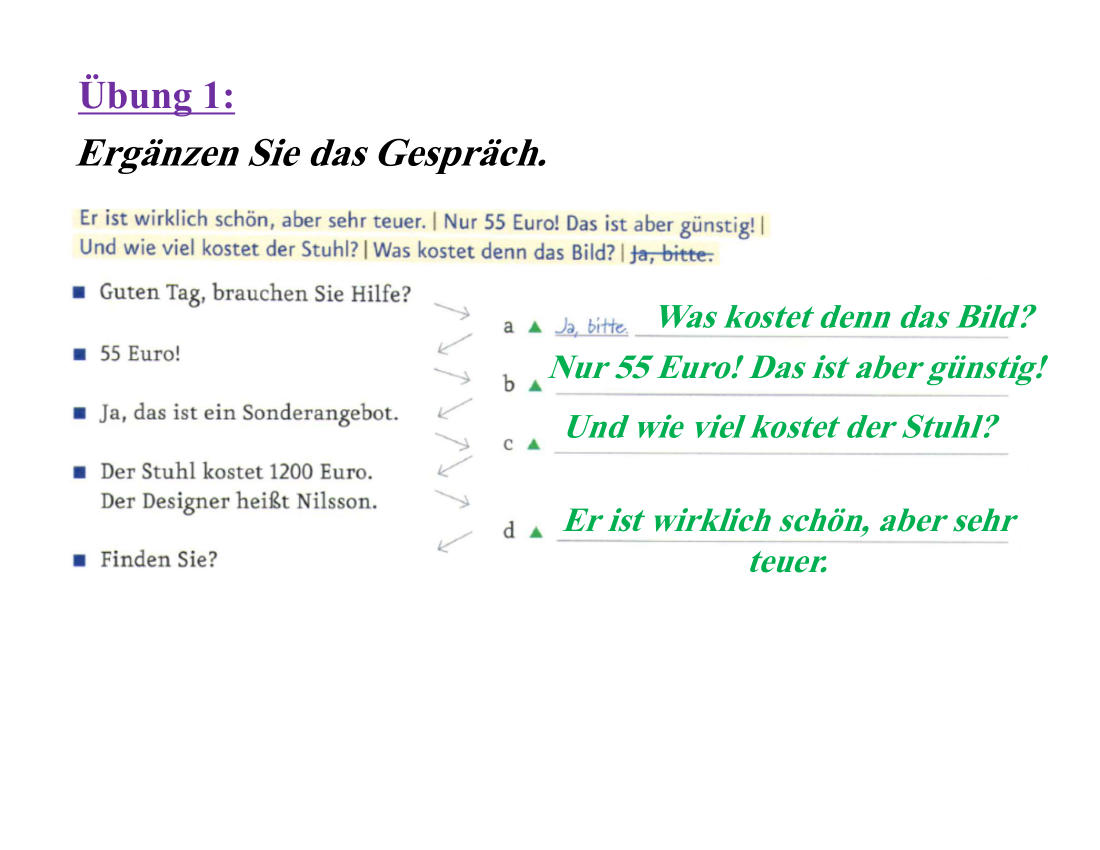 Übung 1:
Ergänzen Sie das Gespräch.
Er ist wirklich schön, aber sehr teuer. | Nur 55 Euro! Das ist aber günstig! |
Und wie viel kostet der Stuhl? | Was kostet denn das Bild? | Ja, bitte.
■ Guten Tag, brauchen Sie Hilfe?
a ▲ Ja, bitte. Was kostet denn das Bild?
■ 55 Euro!
b ▲ Nur 55 Euro! Das ist aber günstig!
■ Ja, das ist ein Sonderangebot.
c ▲ Und wie viel kostet der Stuhl?
■ Der Stuhl kostet 1200 Euro.
Der Designer heißt Nilsson.
d ▲ Er ist wirklich schön, aber sehr
teuer.
■ Finden Sie?